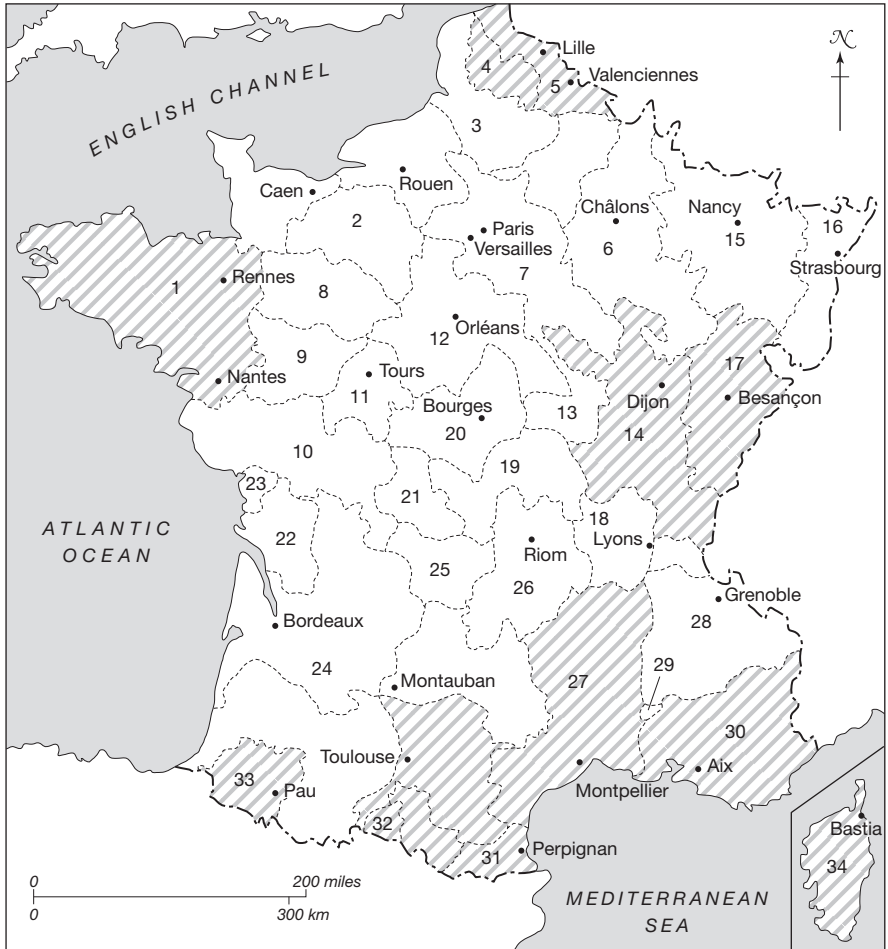 N
Lille
4
5
Valenciennes
ENGLISH CHANNEL
3
Caen
Rouen
2
Châlons
6
Nancy
15
16
Strasbourg
Paris
Versailles
7
1
Rennes
8
Orléans
12
9
Nantes
Tours
11
17
Besançon
Dijon
14
13
Bourges
20
10
19
23
21
22
18
Lyons
Riom
26
25
ATLANTIC
OCEAN
Grenoble
28
Bordeaux
24
29
27
Montauban
30
Toulouse
Aix
Montpellier
33
Pau
32
31
Perpignan
Bastia
34
0
200 miles
0
300 km
MEDITERRANEAN
SEA